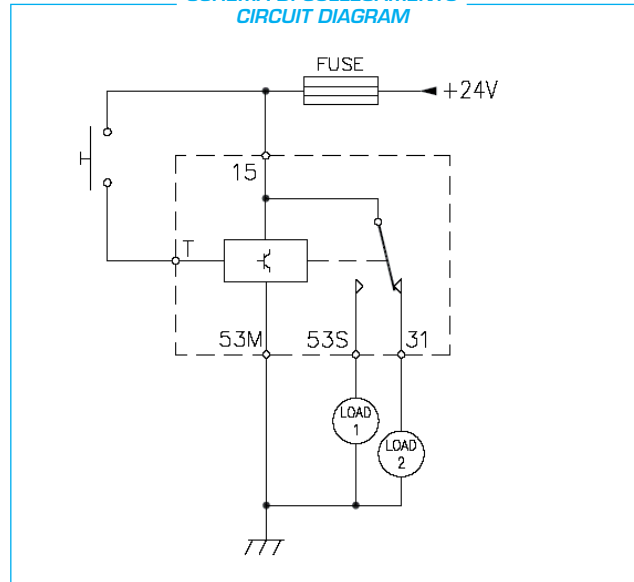 CIRCUIT DIAGRAM
FUSE
+24V
15
T
53M 53S 31
LOAD
1
LOAD
2